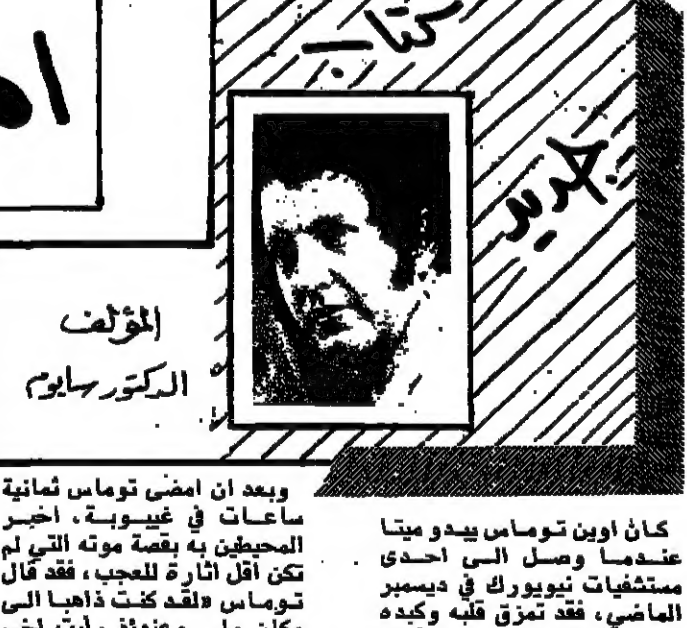 كتاب
جديد
المؤلف
الدكتور سابوم
كان اوين توماس يبدو ميتا
عندما وصل الى احدى
مستشفيات نيويورك في ديسمبر
الماضي، فقد تمزق قلبه وكبده
وبعد ان امضى توماس ثمانية
ساعات في غيبوبة، اخبر
المحيطين به بقصة موته التي لم
تكن أقل اثارة للعجب، فقد قال
توماس «لقد كنت ذاهبا الى